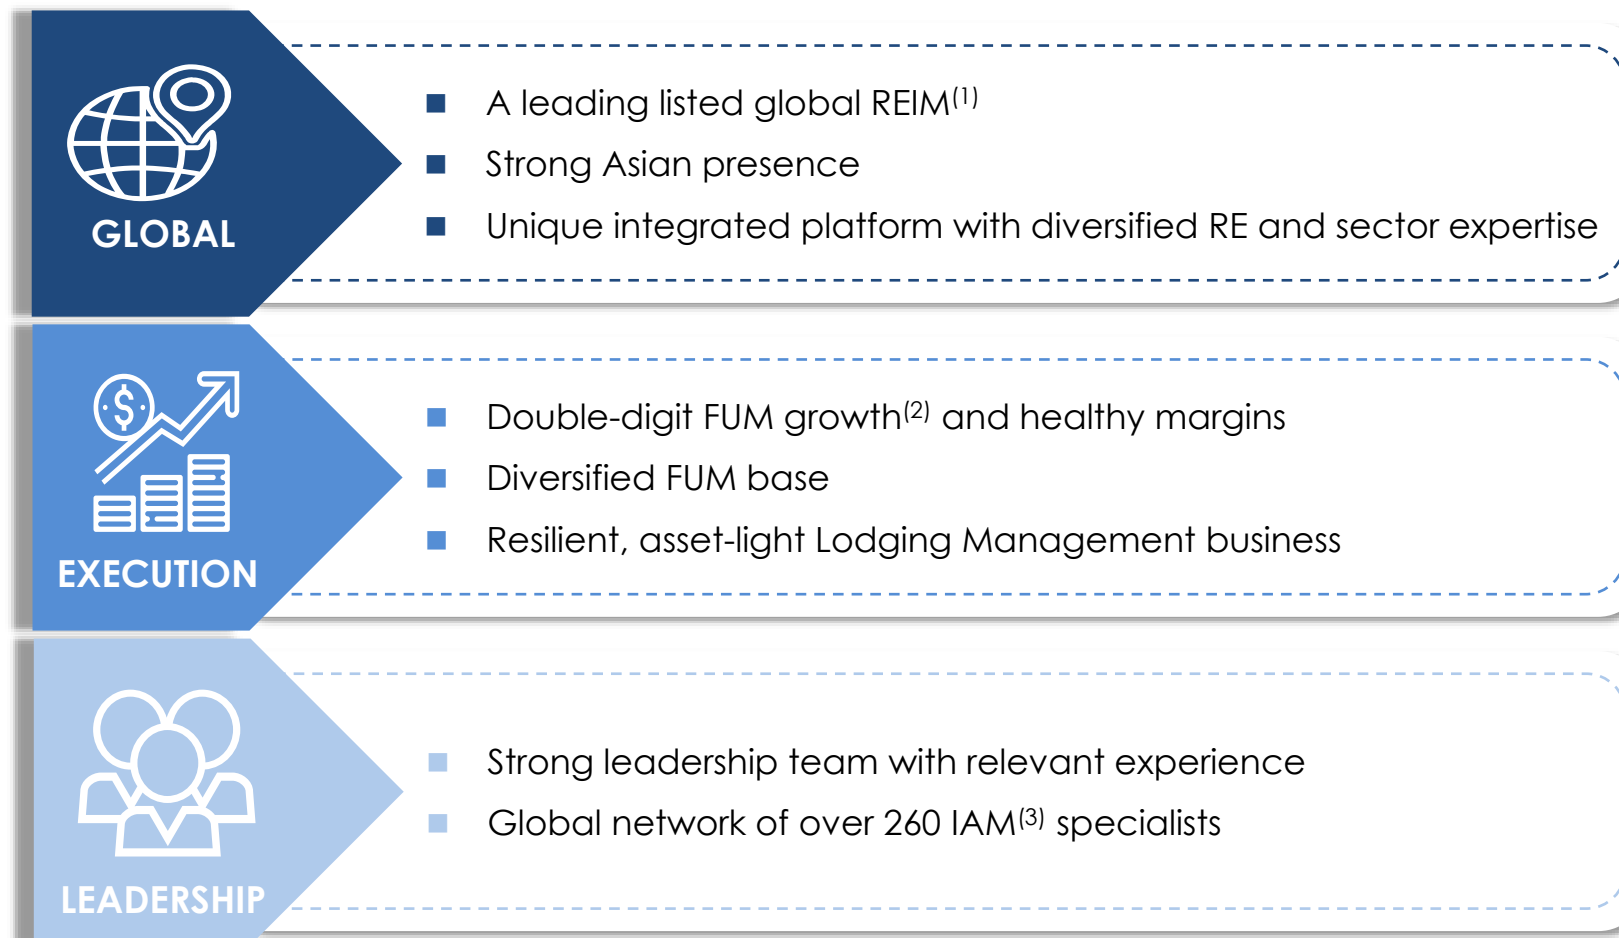 GLOBAL
■ A leading listed global REIM(1)
■ Strong Asian presence
■ Unique integrated platform with diversified RE and sector expertise
$
EXECUTION
■ Double-digit FUM growth(2) and healthy margins
■ Diversified FUM base
■ Resilient, asset-light Lodging Management business
LEADERSHIP
■ Strong leadership team with relevant experience
■ Global network of over 260 IAM(3) specialists